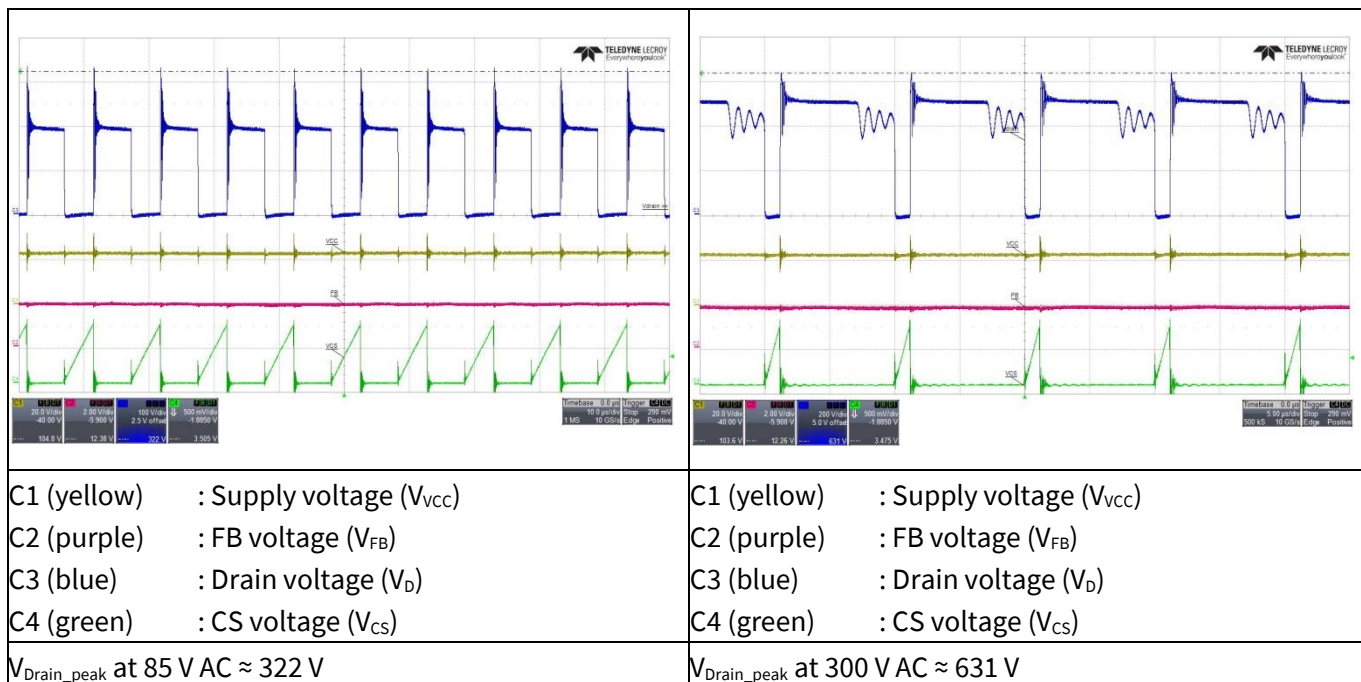 TELEDYNE LECROY
Everywhereyoulook
Vdrain
VCC
FB
VCS
20.0 V/div 2.00 V/div 100 V/div 500 mV/div
-40.00 V -5.900 V 2.5 V offset -1.8850 V
104.8 V 12.38 V 322 V 3.505 V
Timebase 0.0 µs Trigger
10.0 µs/div Stop 290 mV
1 MS 10 GS/s Edge Positive
TELEDYNE LECROY
Everywhereyoulook
Vdrain
VCC
FB
VCS
20.0 V/div 2.00 V/div 200 V/div 500 mV/div
-40.00 V -5.900 V 5.0 V offset -1.8850 V
103.6 V 12.26 V 631 V 3.475 V
Timebase 0.0 µs Trigger
5.00 µs/div Stop 290 mV
500 kS 10 GS/s Edge Positive
C1 (yellow) : Supply voltage (VVCC)
C2 (purple) : FB voltage (VFB)
C3 (blue) : Drain voltage (VD)
C4 (green) : CS voltage (VCS)
C1 (yellow) : Supply voltage (VVCC)
C2 (purple) : FB voltage (VFB)
C3 (blue) : Drain voltage (VD)
C4 (green) : CS voltage (VCS)
VDrain_peak at 85 V AC ≈ 322 V
VDrain_peak at 300 V AC ≈ 631 V